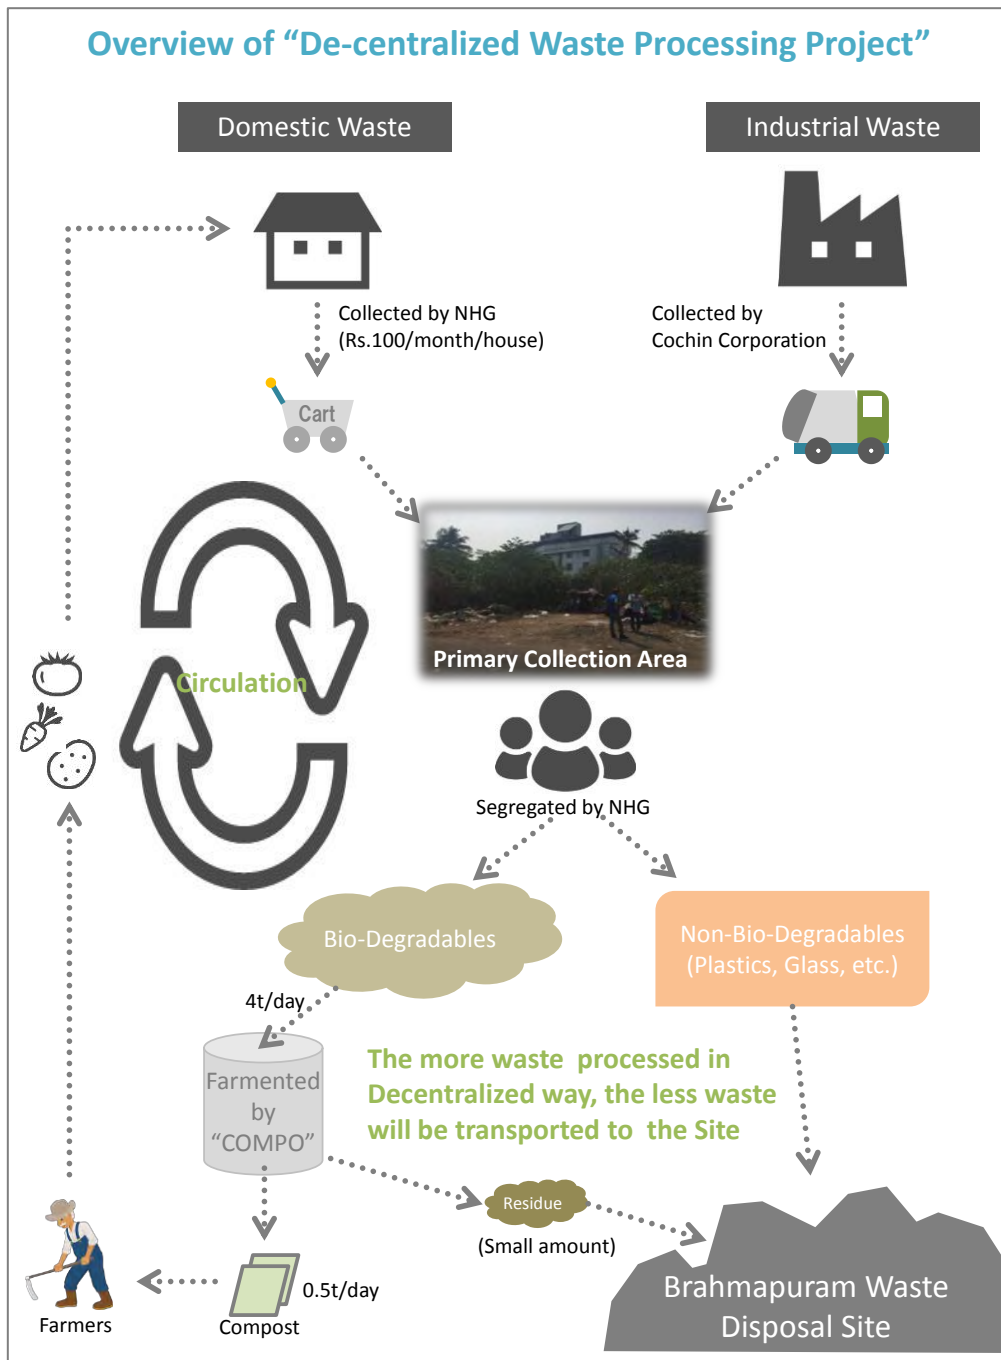 Overview of “De-centralized Waste Processing Project”
Domestic Waste
Industrial Waste
Collected by NHG
(Rs.100/month/house)
Collected by
Cochin Corporation
Cart
Primary Collection Area
Circulation
Segregated by NHG
Bio-Degradables
Non-Bio-Degradables
(Plastics, Glass, etc.)
4t/day
Farmented
by
“COMPO”
The more waste processed in
Decentralized way, the less waste
will be transported to the Site
Residue
(Small amount)
0.5t/day
Farmers
Compost
Brahmapuram Waste
Disposal Site